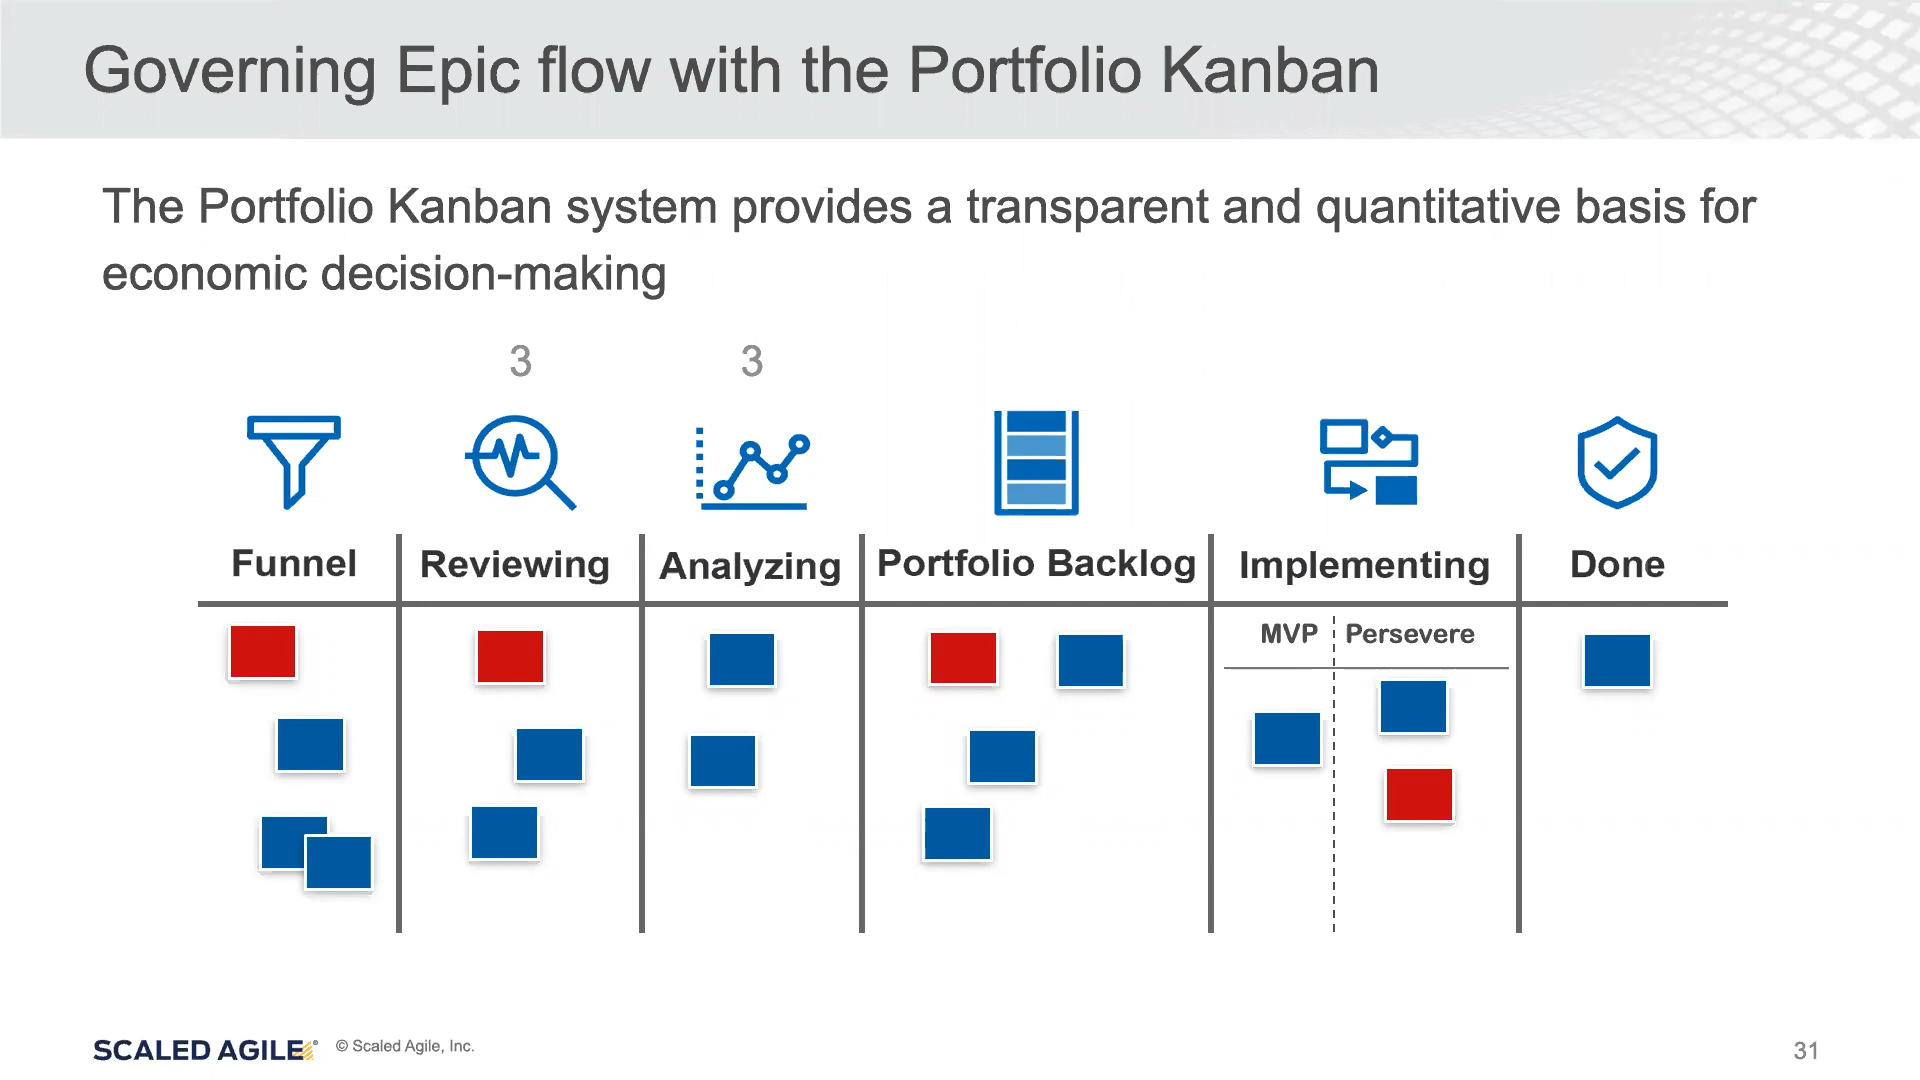 Governing Epic flow with the Portfolio Kanban
The Portfolio Kanban system provides a transparent and quantitative basis for
economic decision-making
3 3
Funnel Reviewing Analyzing Portfolio Backlog Implementing Done
MVP Persevere
SCALED AGILE® © Scaled Agile, Inc.
31